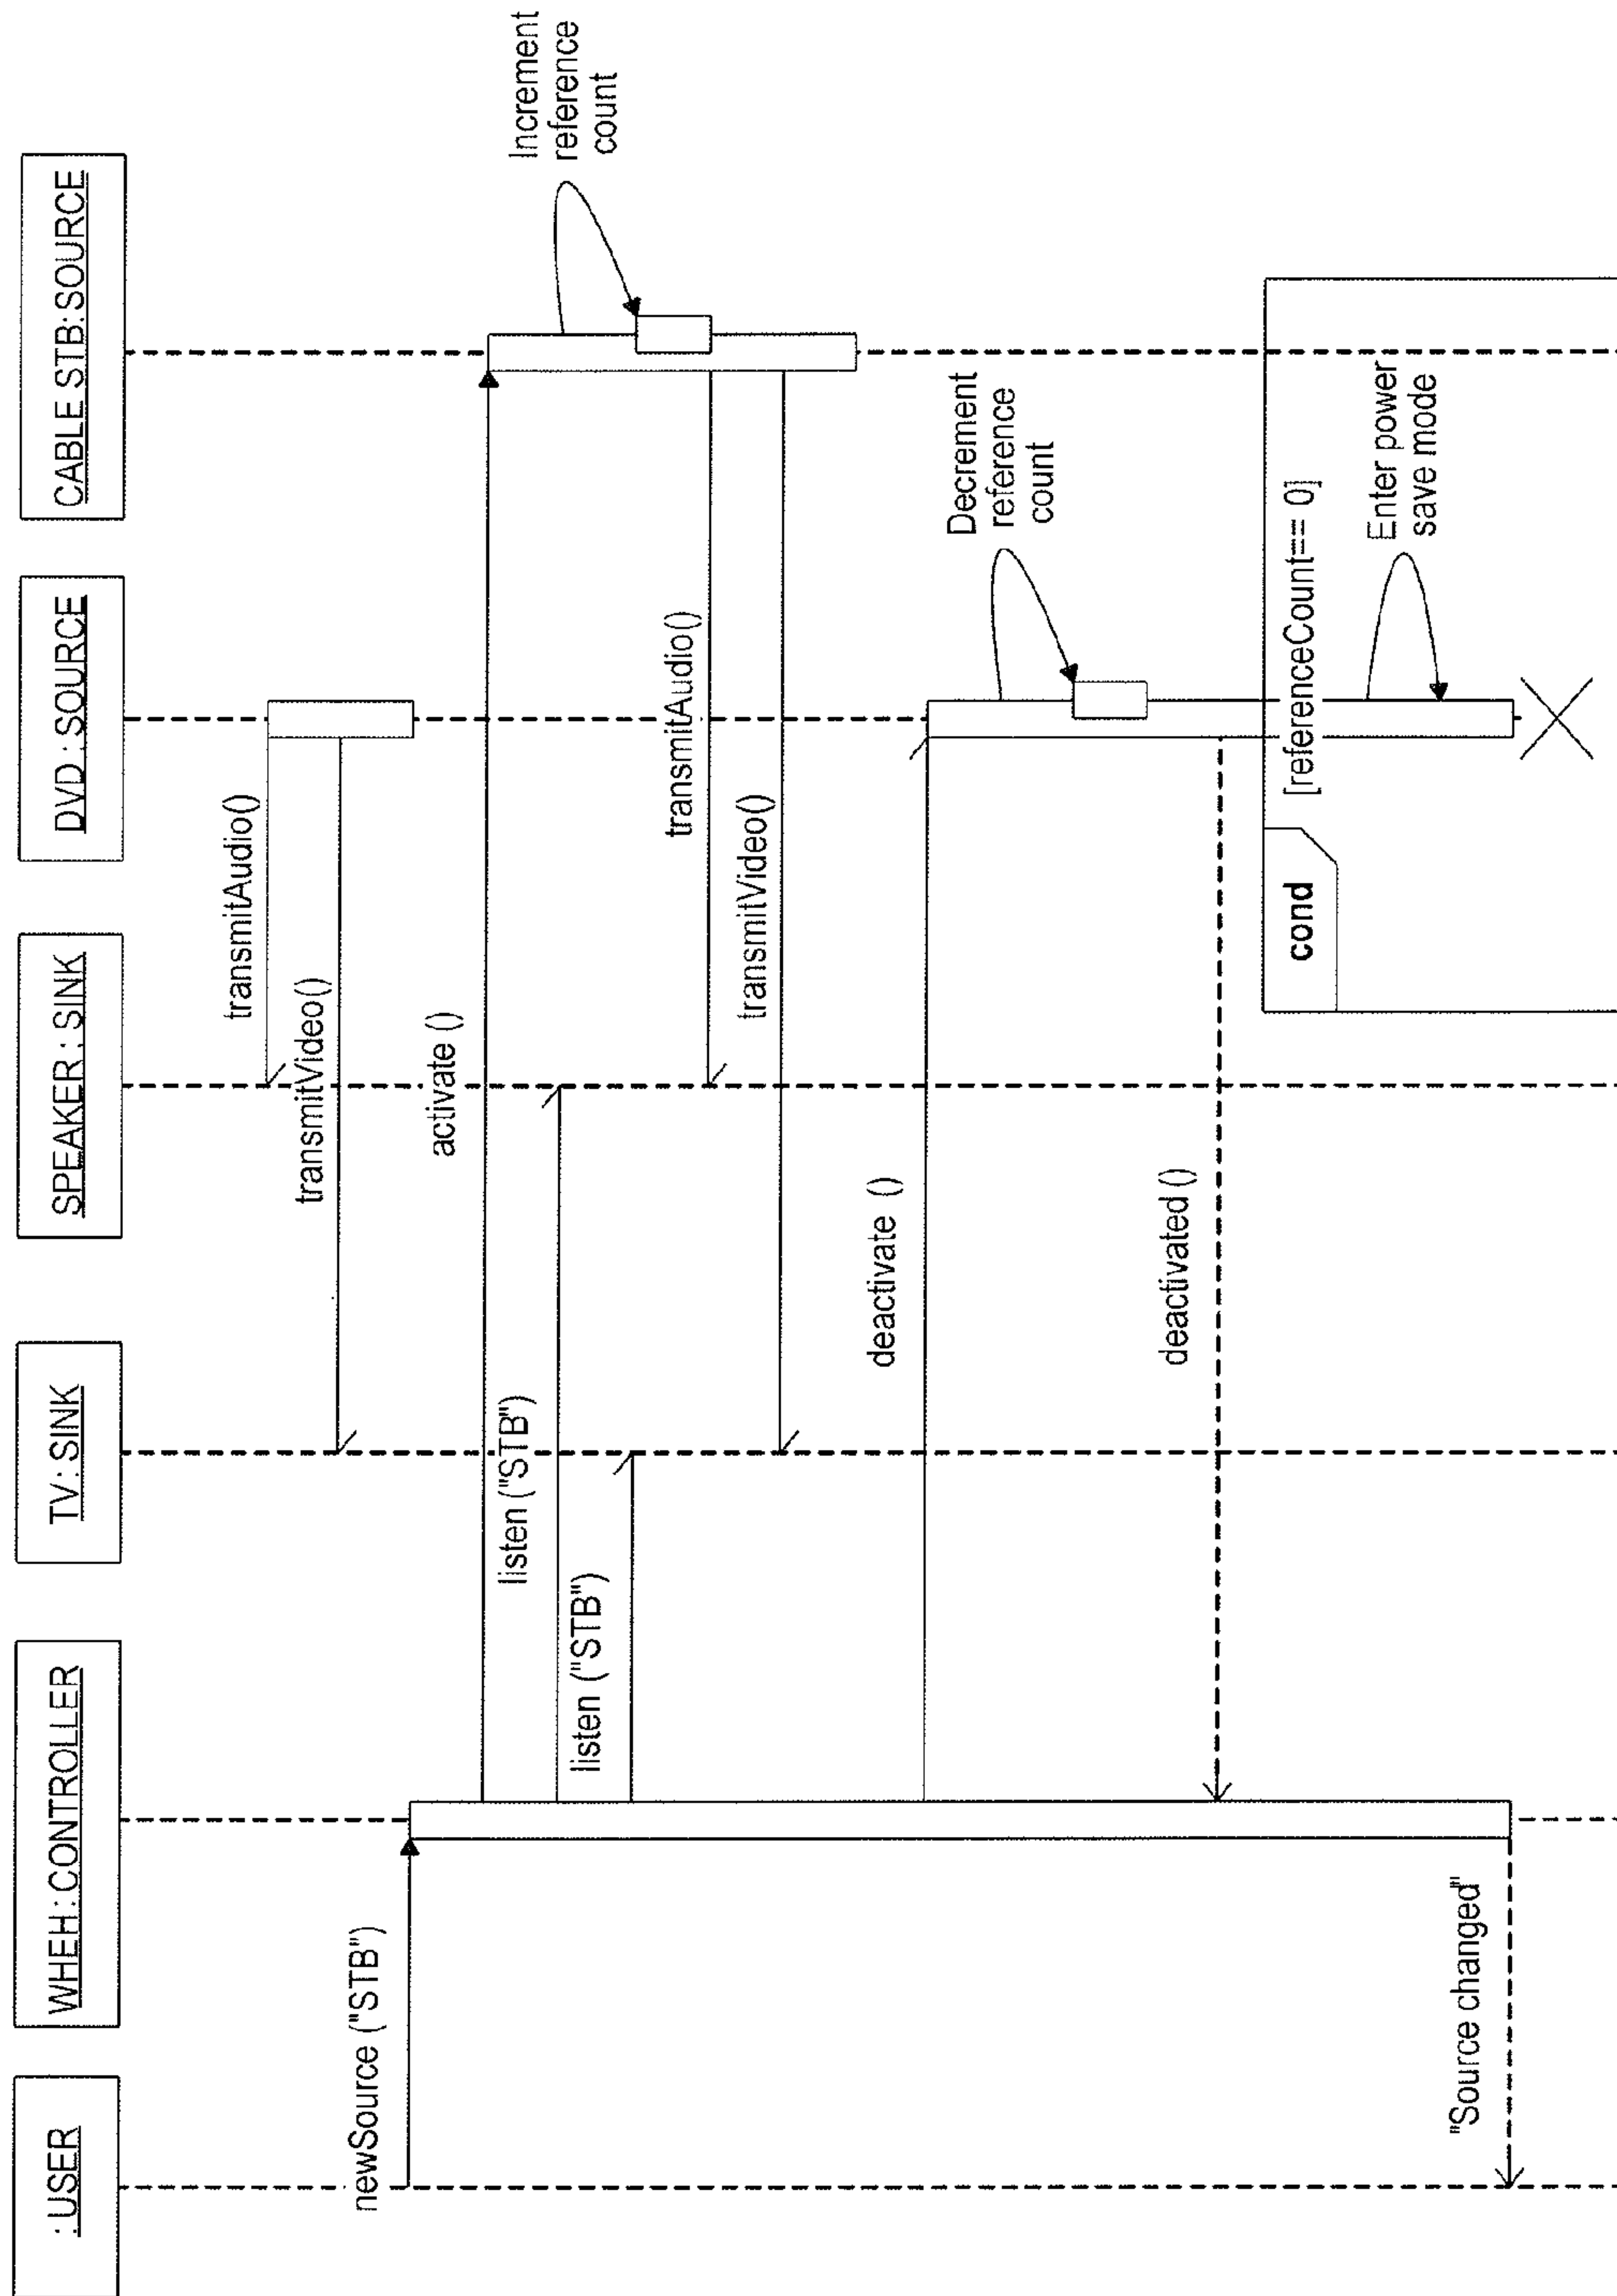 :USER
WHEH:CONTROLLER
TV:SINK
SPEAKER:SINK
DVD:SOURCE
CABLE STB:SOURCE
transmitAudio()
transmitVideo()
newSource ("STB")
activate ()
listen ("STB")
Increment
reference
count
listen ("STB")
transmitAudio()
transmitVideo()
deactivate ()
Decrement
reference
count
deactivated ()
cond
[referenceCount== 0]
Enter power
save mode
"Source changed"